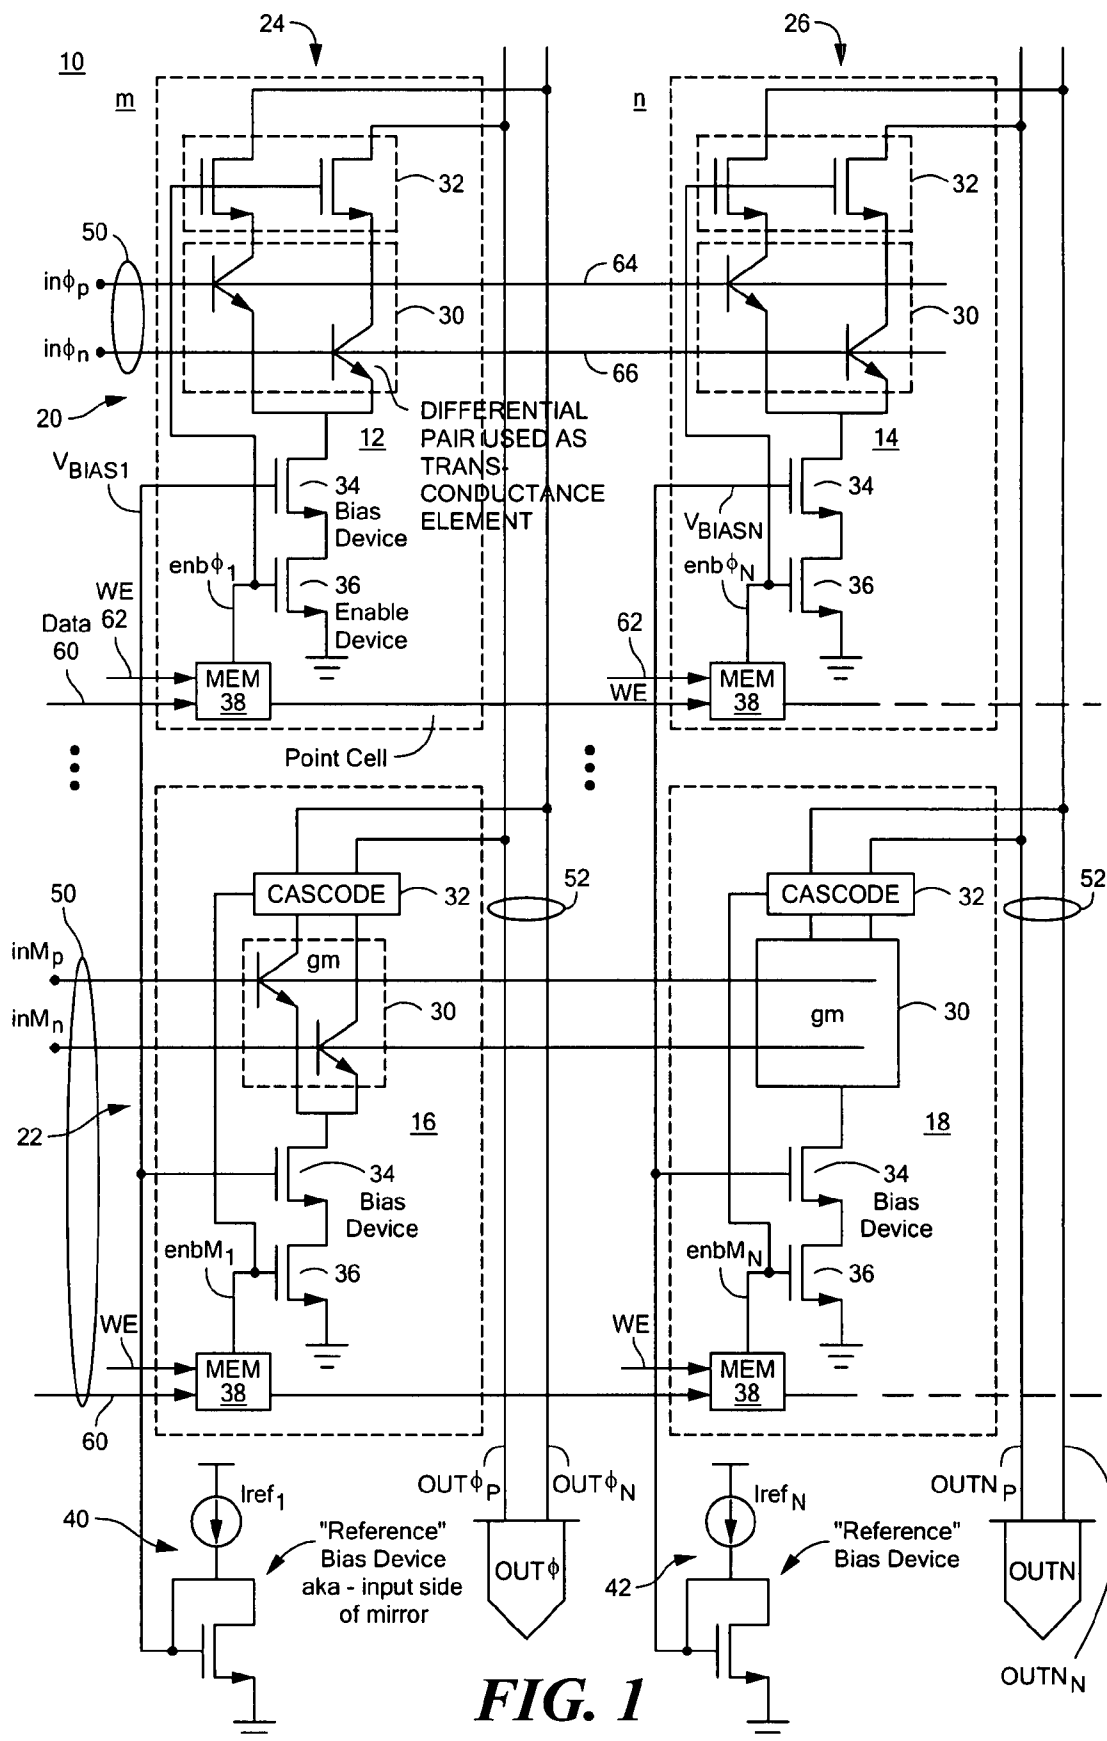 24
26
10
m
n
32
32
50
inϕp
64
30
30
inϕn
66
20
DIFFERENTIAL
PAIR USED AS
TRANS-
CONDUCTANCE
ELEMENT
12
14
VBIAS1
34
Bias
Device
34
VBIASN
enbϕ1
36
Enable
Device
enbϕN
36
WE
62
Data
60
62
WE
MEM
38
MEM
38
Point Cell
CASCODE
32
52
CASCODE
32
52
50
inMp
gm
30
gm
30
inMn
22
16
18
34
Bias
Device
34
Bias
Device
enbM1
36
enbMN
36
WE
WE
MEM
38
MEM
38
60
OUTϕP
OUTϕN
OUTNP
Iref1
IrefN
40
"Reference"
Bias Device
aka - input side
of mirror
OUTϕ
42
"Reference"
Bias Device
OUTN
OUTNN
FIG. 1